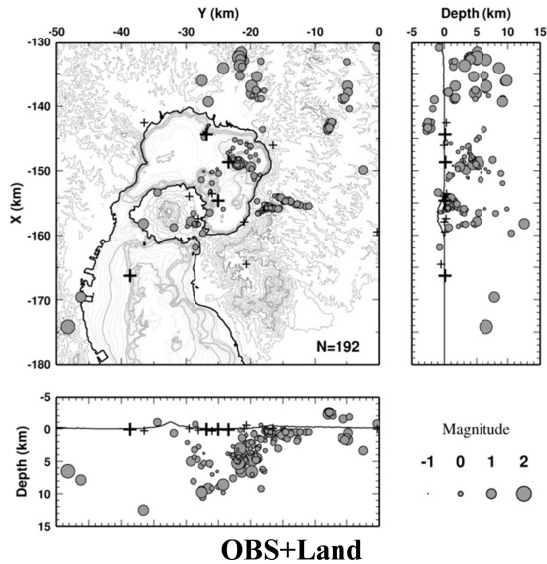 Y (km)
Depth (km)
-50 -40 -30 -20 -10 0
-5 0 5 10 15
-130
-140
-150
-160
-170
-180
X (km)
N=192
-5
0
5
10
15
Depth (km)
Magnitude
-1 0 1 2
OBS+Land